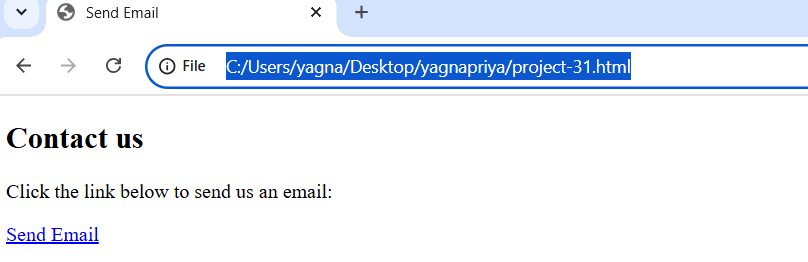 Send Email
File C:/Users/yagna/Desktop/yagnapriya/project-31.html
Contact us
Click the link below to send us an email:
Send Email